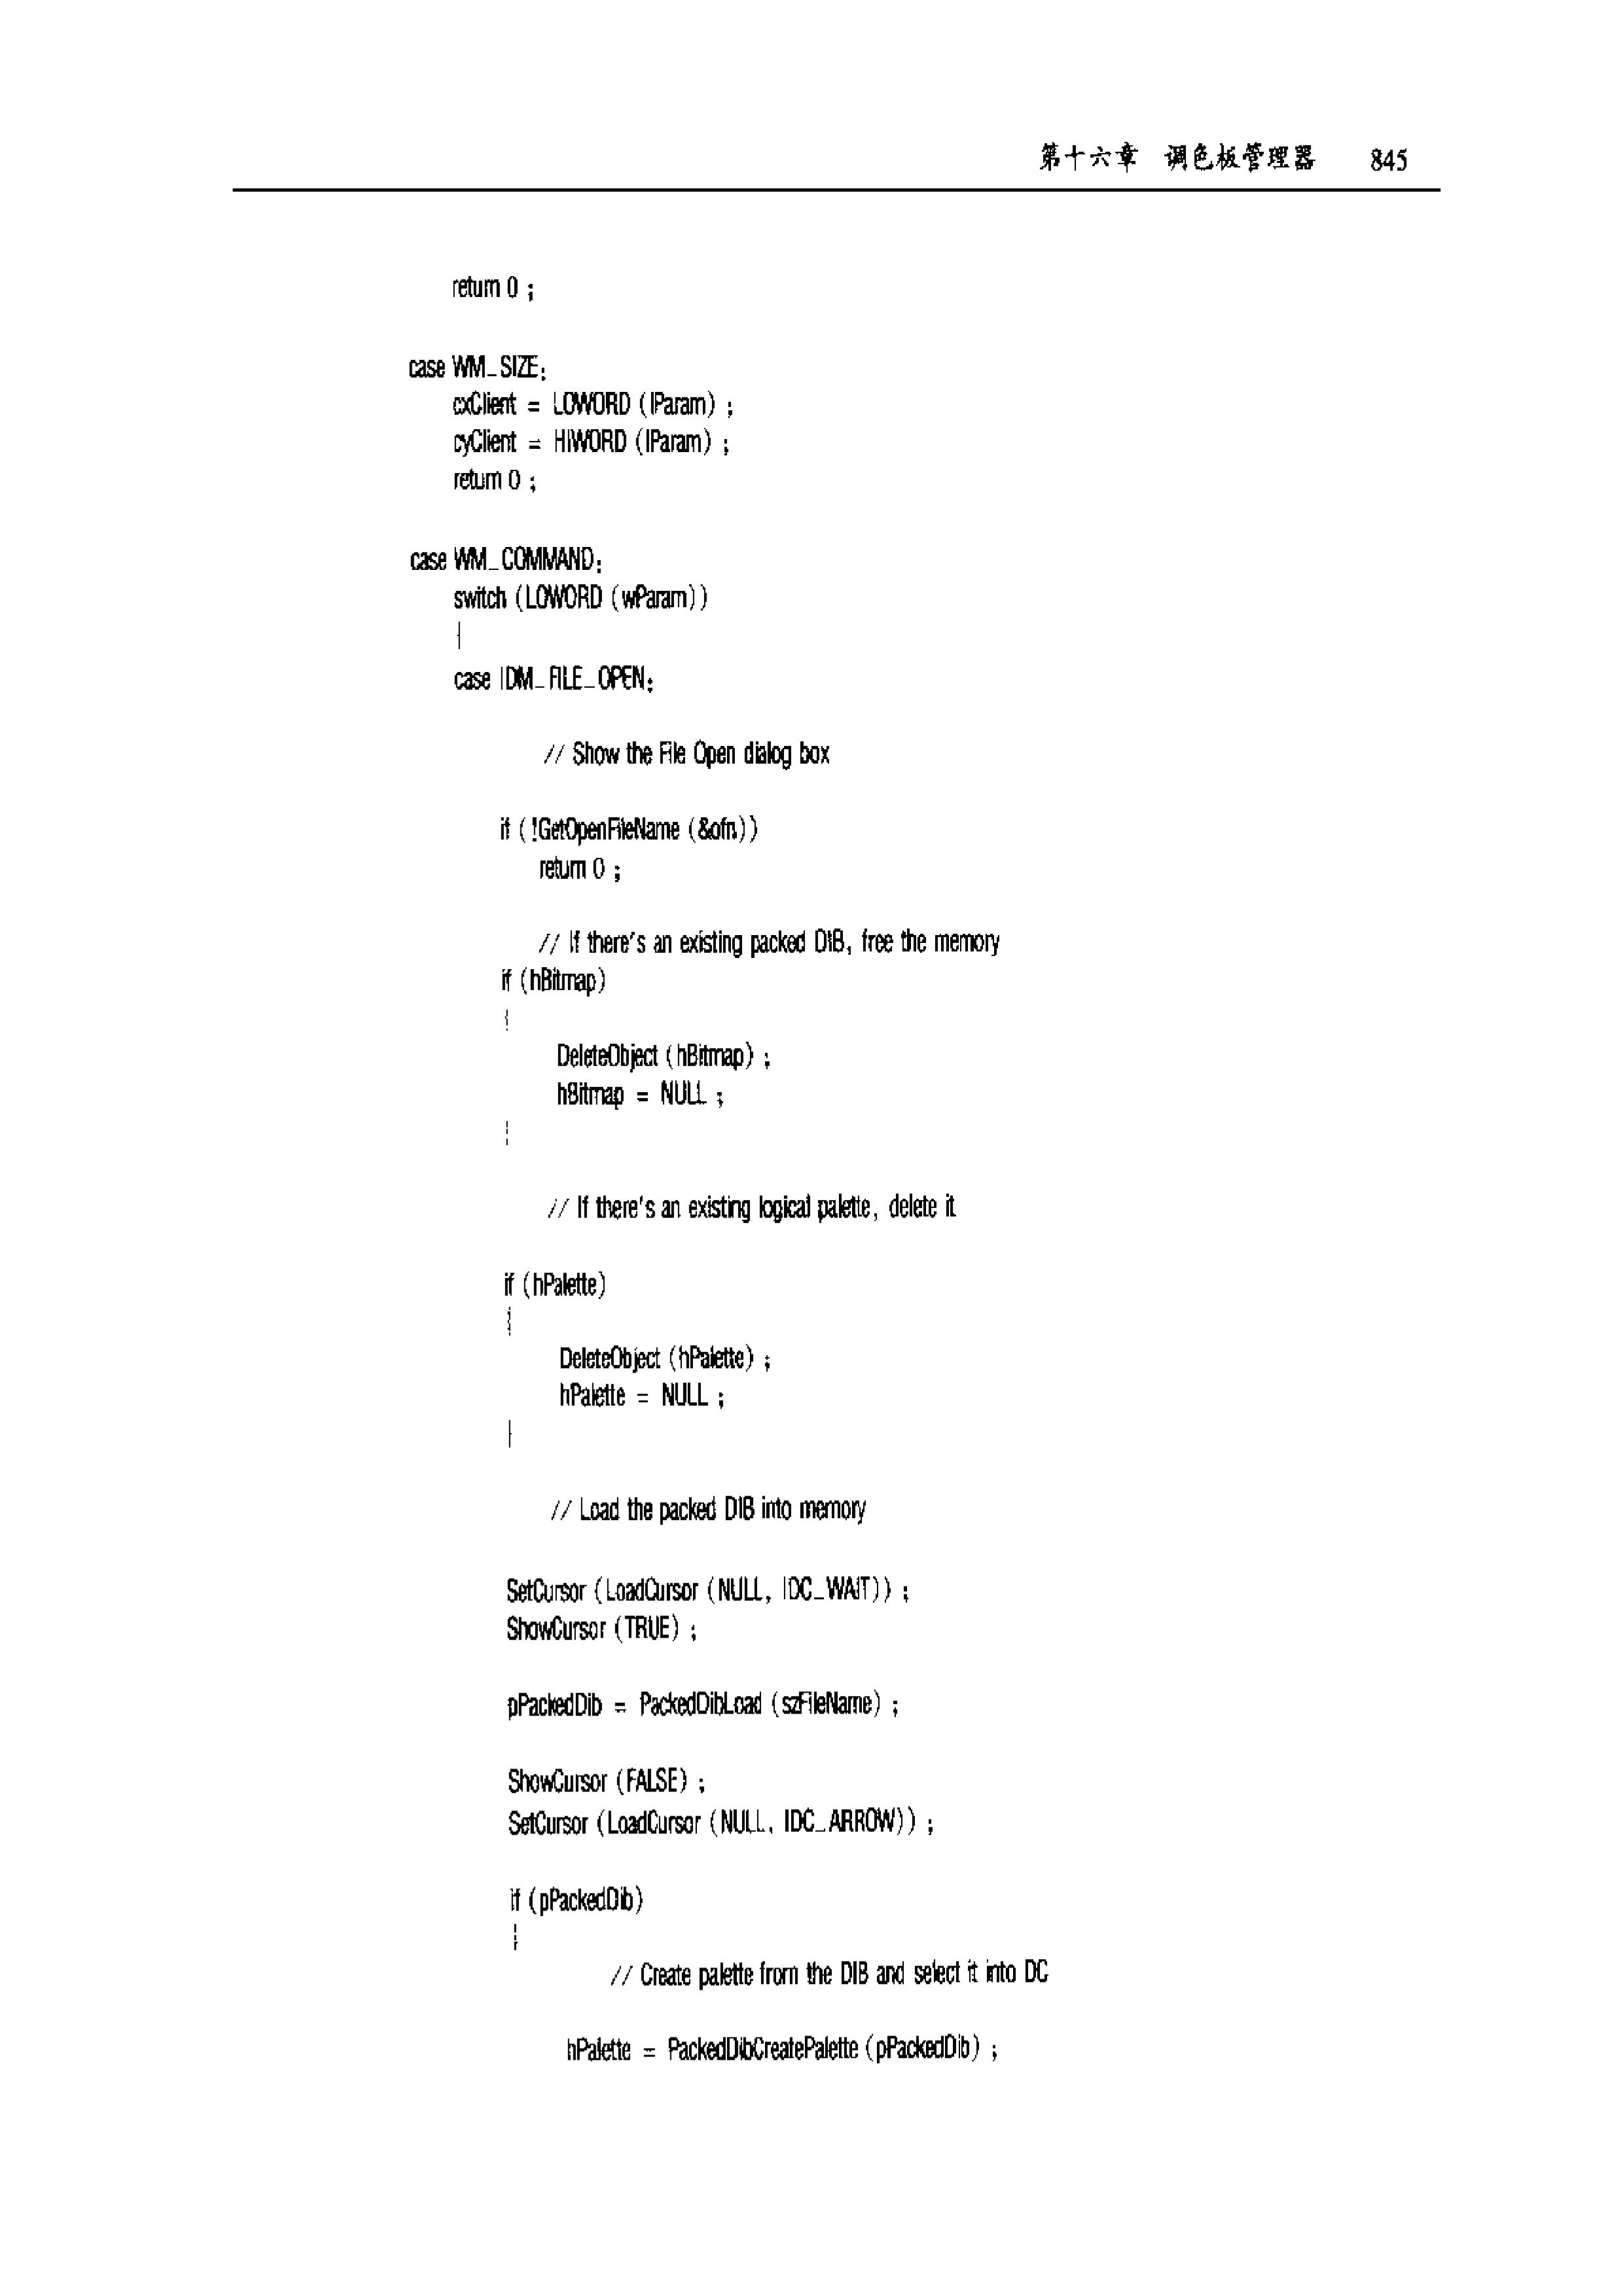 第十六章 调色板管理器 845
return 0 ;
case WM_SIZE:
cxClient = LOWORD (lParam) ;
cyClient = HIWORD (lParam) ;
return 0 ;
case WM_COMMAND:
switch (LOWORD (wParam))
{
case IDM_FILE_OPEN:
// Show the File Open dialog box
if (!GetOpenFileName (&ofn))
return 0 ;
// If there's an existing packed DIB, free the memory
if (hBitmap)
{
DeleteObject (hBitmap) ;
hBitmap = NULL ;
}
// If there's an existing logical palette, delete it
if (hPalette)
{
DeleteObject (hPalette) ;
hPalette = NULL ;
}
// Load the packed DIB into memory
SetCursor (LoadCursor (NULL, IDC_WAIT)) ;
ShowCursor (TRUE) ;
pPackedDib = PackedDibLoad (szFileName) ;
ShowCursor (FALSE) ;
SetCursor (LoadCursor (NULL, IDC_ARROW)) ;
if (pPackedDib)
{
// Create palette from the DIB and select it into DC
hPalette = PackedDibCreatePalette (pPackedDib) ;